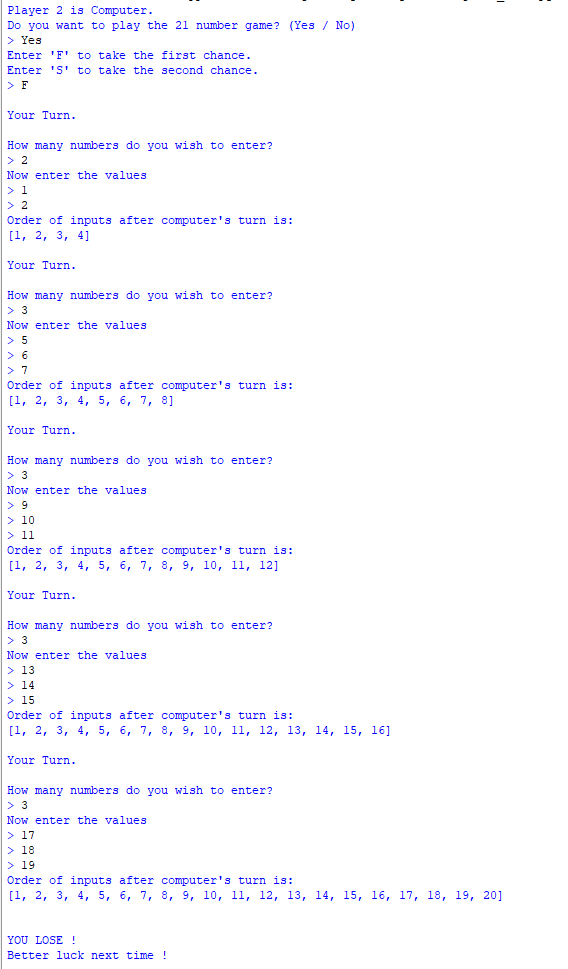 Player 2 is Computer.
Do you want to play the 21 number game? (Yes / No)
> Yes
Enter 'F' to take the first chance.
Enter 'S' to take the second chance.
> F
Your Turn.
How many numbers do you wish to enter?
> 2
Now enter the values
> 1
> 2
Order of inputs after computer's turn is:
[1, 2, 3, 4]
Your Turn.
How many numbers do you wish to enter?
> 3
Now enter the values
> 5
> 6
> 7
Order of inputs after computer's turn is:
[1, 2, 3, 4, 5, 6, 7, 8]
Your Turn.
How many numbers do you wish to enter?
> 3
Now enter the values
> 9
> 10
> 11
Order of inputs after computer's turn is:
[1, 2, 3, 4, 5, 6, 7, 8, 9, 10, 11, 12]
Your Turn.
How many numbers do you wish to enter?
> 3
Now enter the values
> 13
> 14
> 15
Order of inputs after computer's turn is:
[1, 2, 3, 4, 5, 6, 7, 8, 9, 10, 11, 12, 13, 14, 15, 16]
Your Turn.
How many numbers do you wish to enter?
> 3
Now enter the values
> 17
> 18
> 19
Order of inputs after computer's turn is:
[1, 2, 3, 4, 5, 6, 7, 8, 9, 10, 11, 12, 13, 14, 15, 16, 17, 18, 19, 20]
YOU LOSE !
Better luck next time !